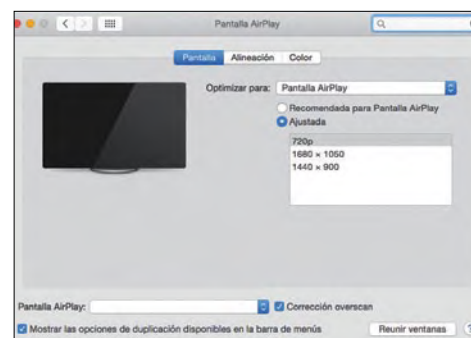 Pantalla AirPlay
Pantalla Alineación Color
Optimizar para: Pantalla AirPlay
Recomendada para Pantalla AirPlay
Ajustada
720p
1680 × 1050
1440 × 900
Pantalla AirPlay: Corrección overscan
Mostrar las opciones de duplicación disponibles en la barra de menús Reunir ventanas ?